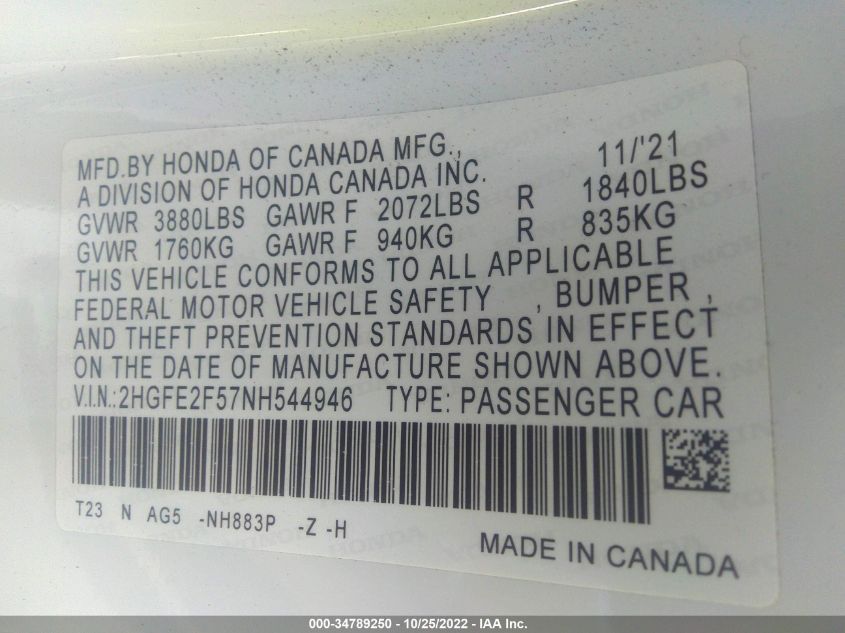 MFD.BY HONDA OF CANADA MFG., 11/'21
A DIVISION OF HONDA CANADA INC.
GVWR 3880LBS GAWR F 2072LBS R 1840LBS
GVWR 1760KG GAWR F 940KG R 835KG
THIS VEHICLE CONFORMS TO ALL APPLICABLE
FEDERAL MOTOR VEHICLE SAFETY , BUMPER ,
AND THEFT PREVENTION STANDARDS IN EFFECT
ON THE DATE OF MANUFACTURE SHOWN ABOVE.
V.I.N.: 2HGFE2F57NH544946 TYPE: PASSENGER CAR
T23 N AG5 -NH883P -Z -H
MADE IN CANADA
000-34789250 - 10/25/2022 - IAA Inc.